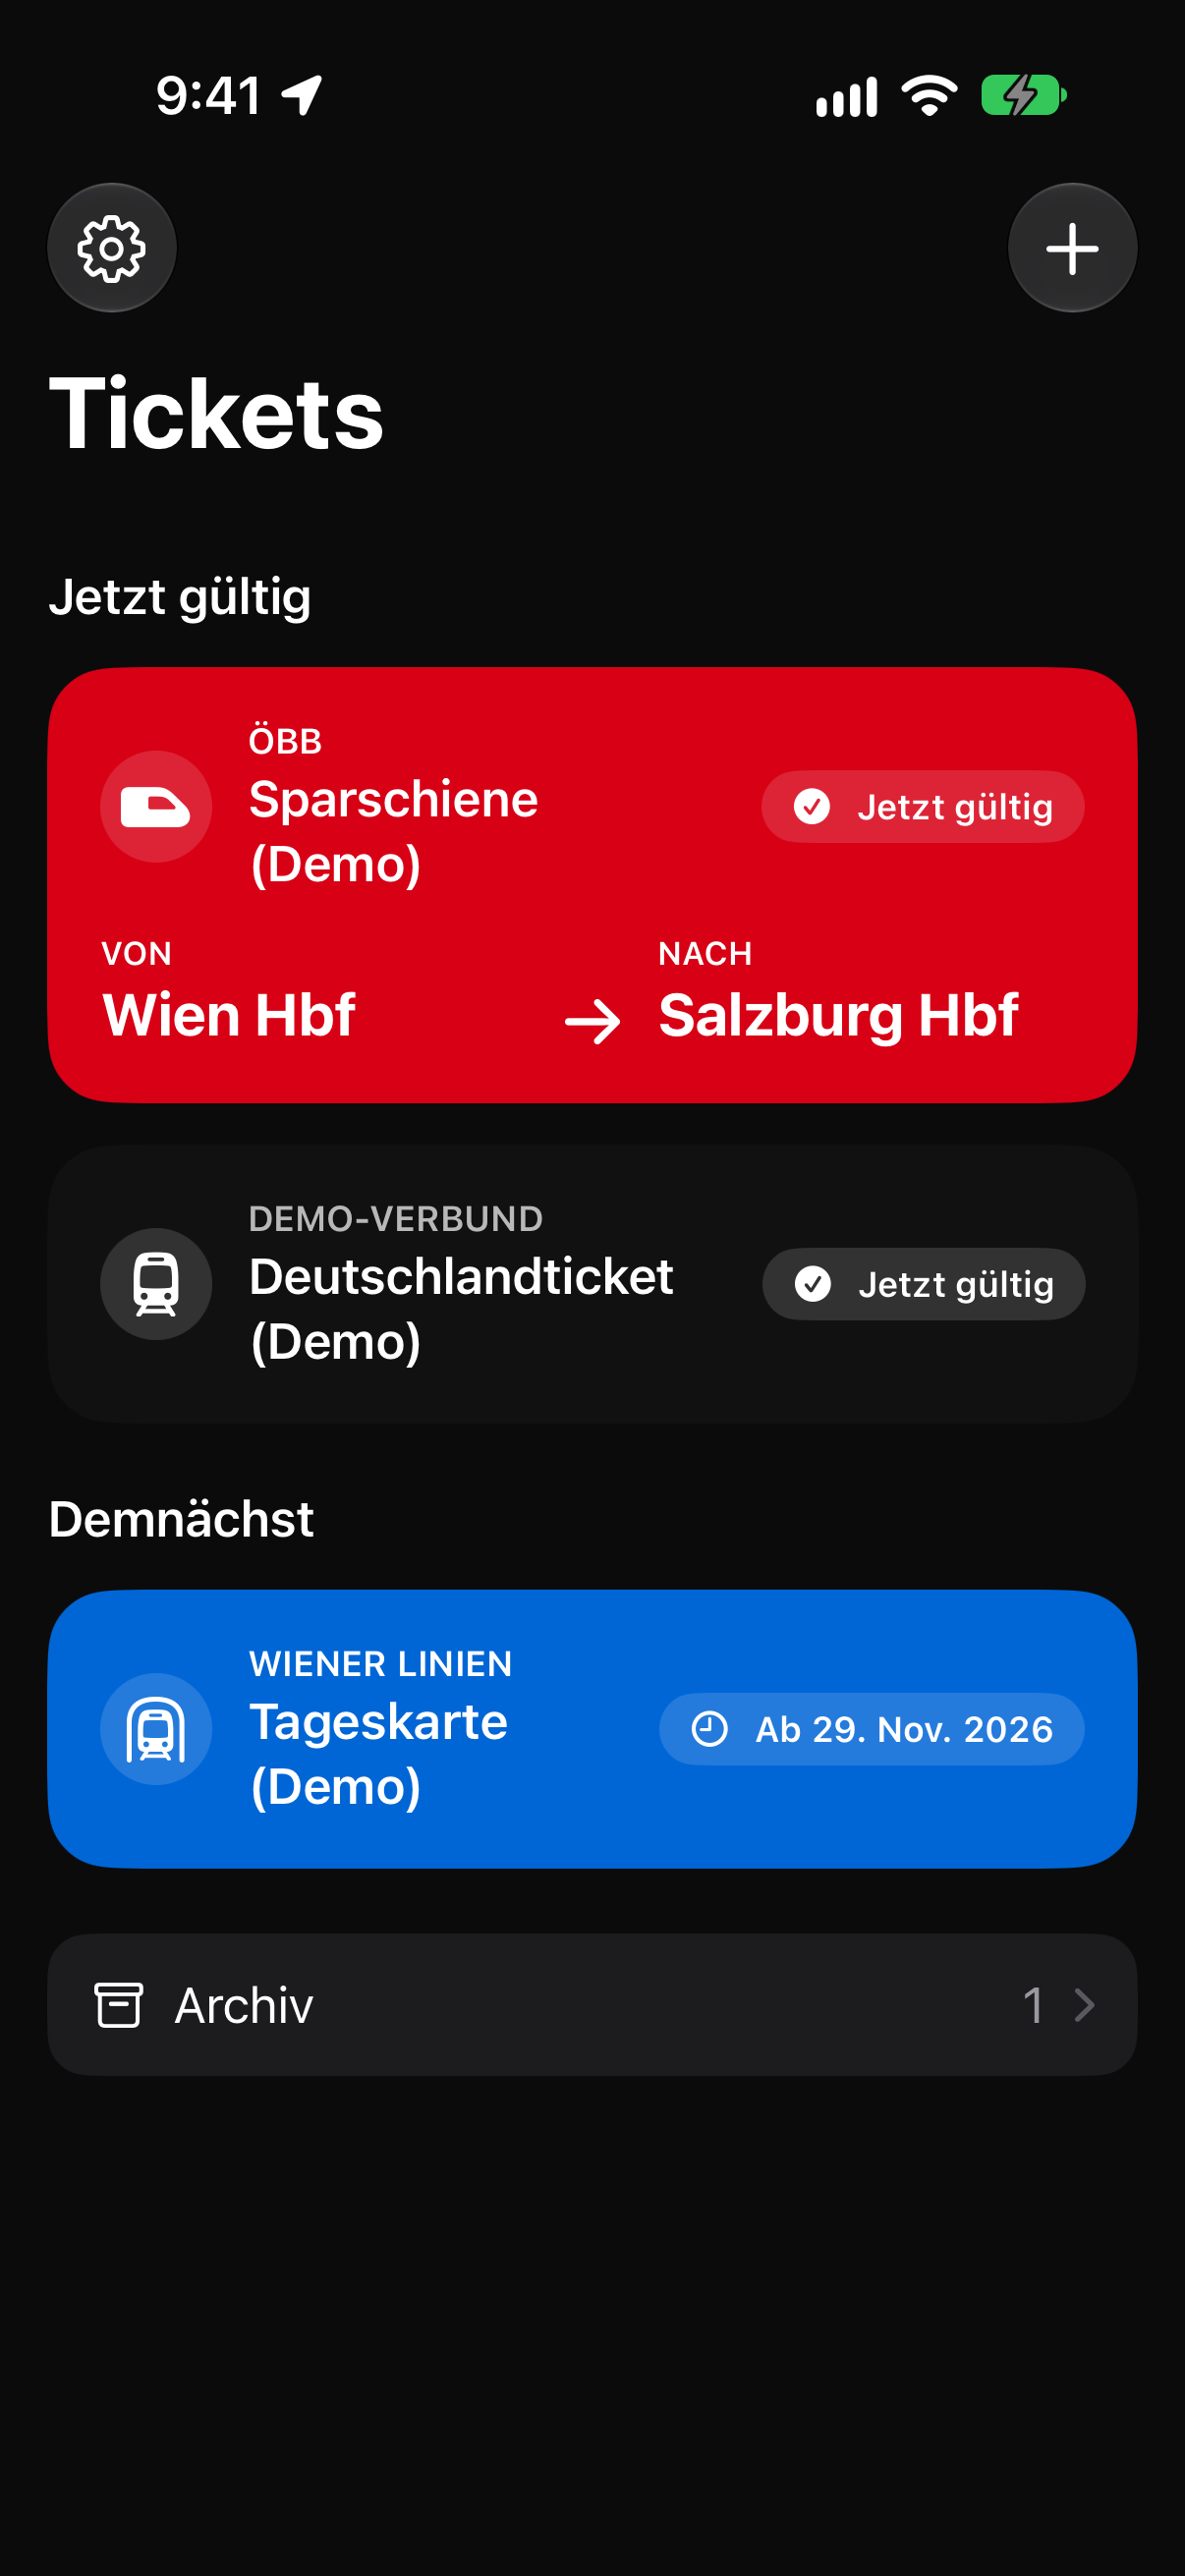 9:41
Tickets
Jetzt gültig
ÖBB
Sparschiene
(Demo)
Jetzt gültig
VON
Wien Hbf
NACH
Salzburg Hbf
DEMO-VERBUND
Deutschlandticket
(Demo)
Jetzt gültig
Demnächst
WIENER LINIEN
Tageskarte
(Demo)
Ab 29. Nov. 2026
Archiv
1